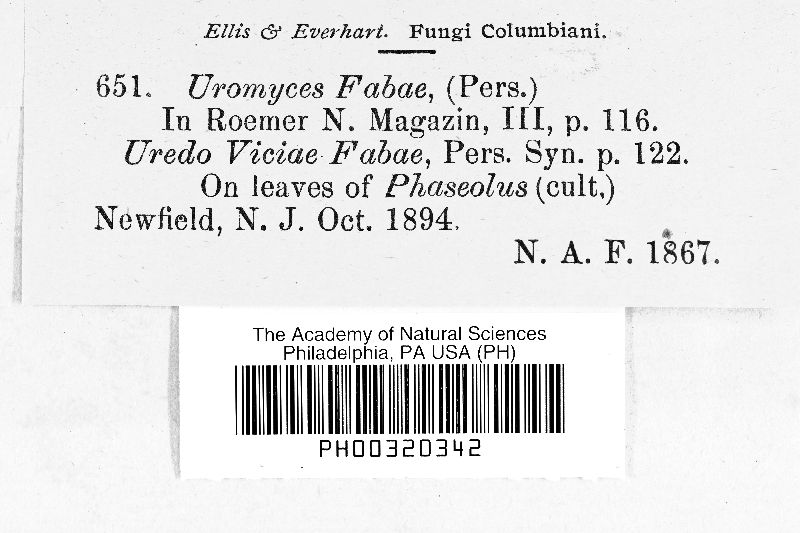 Ellis & Everhart. Fungi Columbiani.
651. Uromyces Fabae, (Pers.)
In Roemer N. Magazin, III, p. 116.
Uredo Viciae Fabae, Pers. Syn. p. 122.
On leaves of Phaseolus (cult.)
Newfield, N. J. Oct. 1894.
N. A. F. 1867.
The Academy of Natural Sciences
Philadelphia, PA USA (PH)
PH00320342